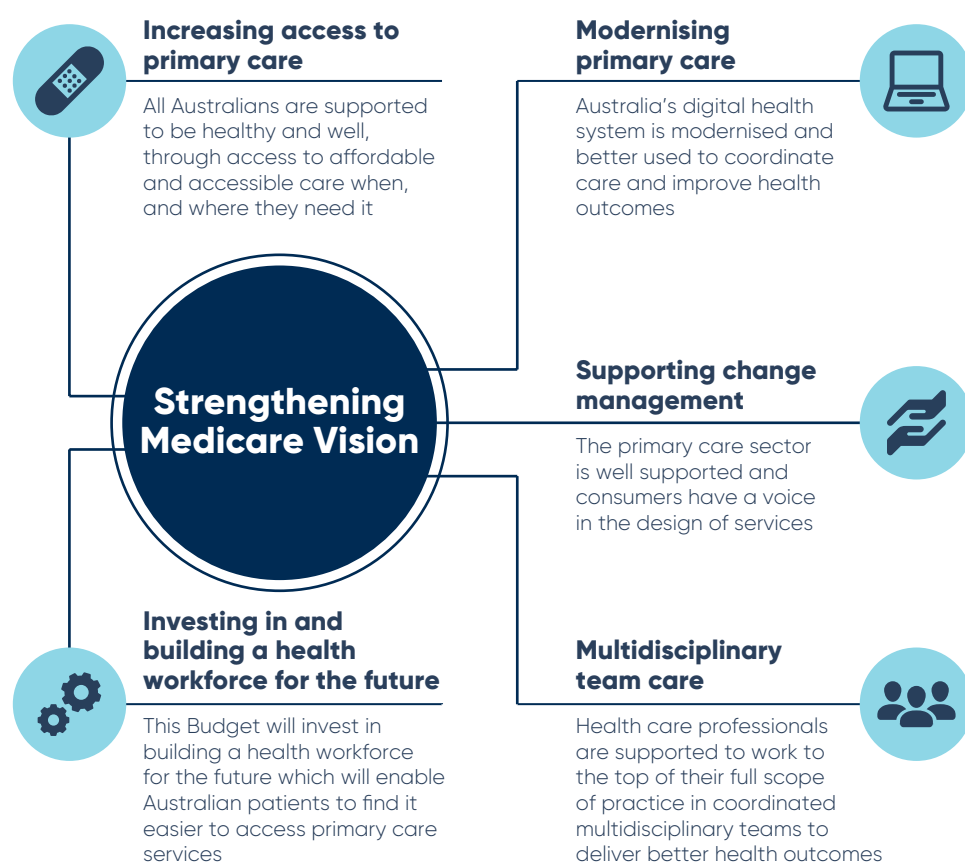 Increasing access to
primary care
All Australians are supported
to be healthy and well,
through access to affordable
and accessible care when,
and where they need it
Modernising
primary care
Australia’s digital health
system is modernised and
better used to coordinate
care and improve health
outcomes
Strengthening
Medicare Vision
Supporting change
management
The primary care sector
is well supported and
consumers have a voice
in the design of services
Investing in and
building a health
workforce for the future
This Budget will invest in
building a health workforce
for the future which will enable
Australian patients to find it
easier to access primary care
services
Multidisciplinary
team care
Health care professionals
are supported to work to
the top of their full scope
of practice in coordinated
multidisciplinary teams to
deliver better health outcomes